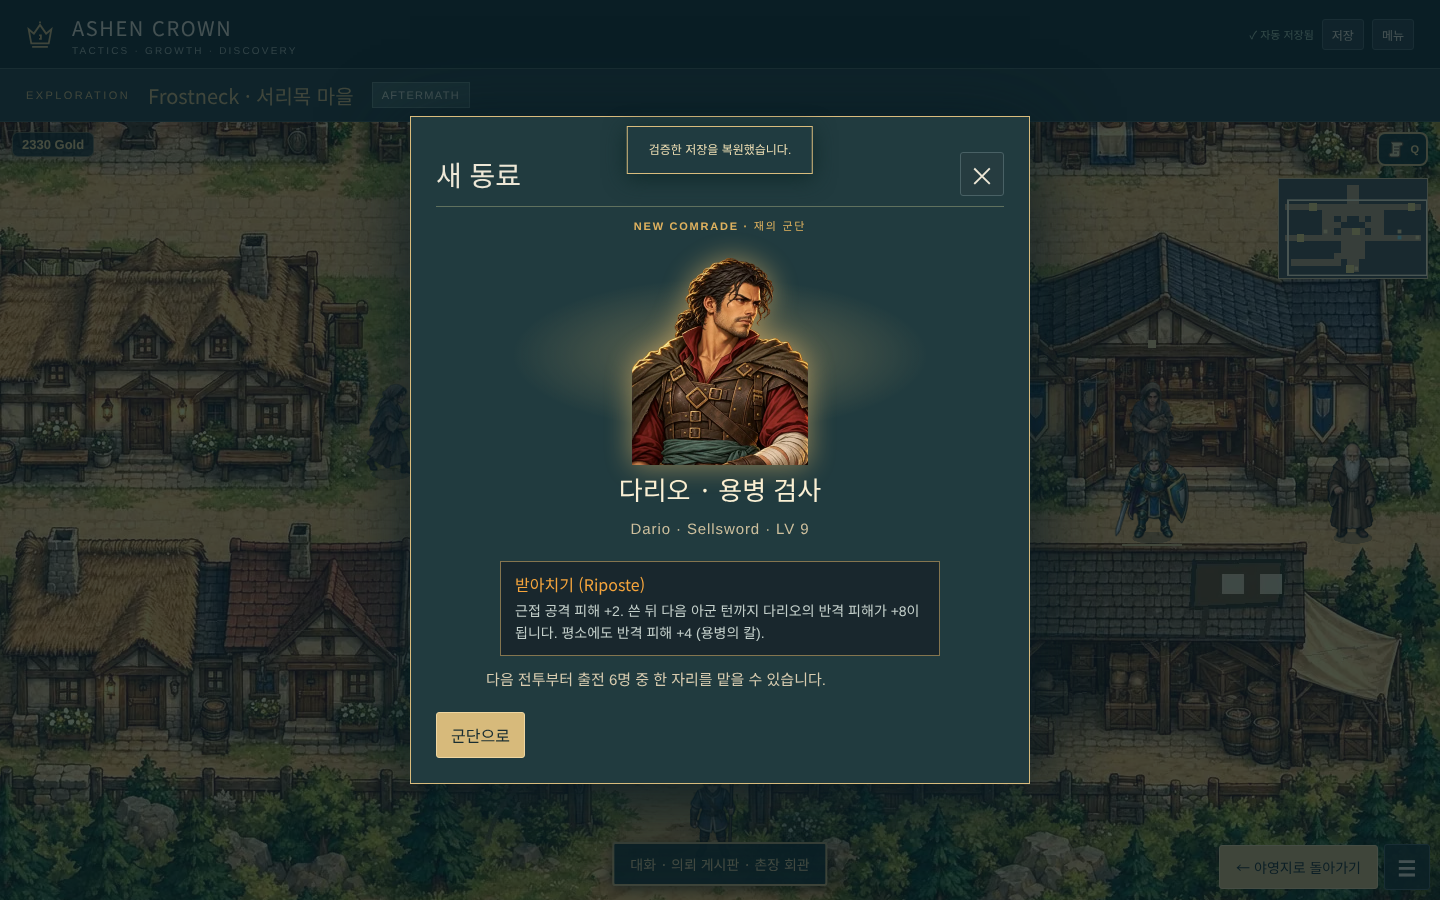 ASHEN CROWN
TACTICS · GROWTH · DISCOVERY
✓ 자동 저장됨
저장
메뉴
EXPLORATION
Frostneck · 서리목 마을
AFTERMATH
2330 Gold
Q
검증한 저장을 복원했습니다.
새 동료
NEW COMRADE · 재의 군단
다리오 · 용병 검사
Dario · Sellsword · LV 9
받아치기 (Riposte)
근접 공격 피해 +2. 쓴 뒤 다음 아군 턴까지 다리오의 반격 피해가 +8이
됩니다. 평소에도 반격 피해 +4 (용병의 칼).
다음 전투부터 출전 6명 중 한 자리를 맡을 수 있습니다.
군단으로
대화 · 의뢰 게시판 · 촌장 회관
← 야영지로 돌아가기